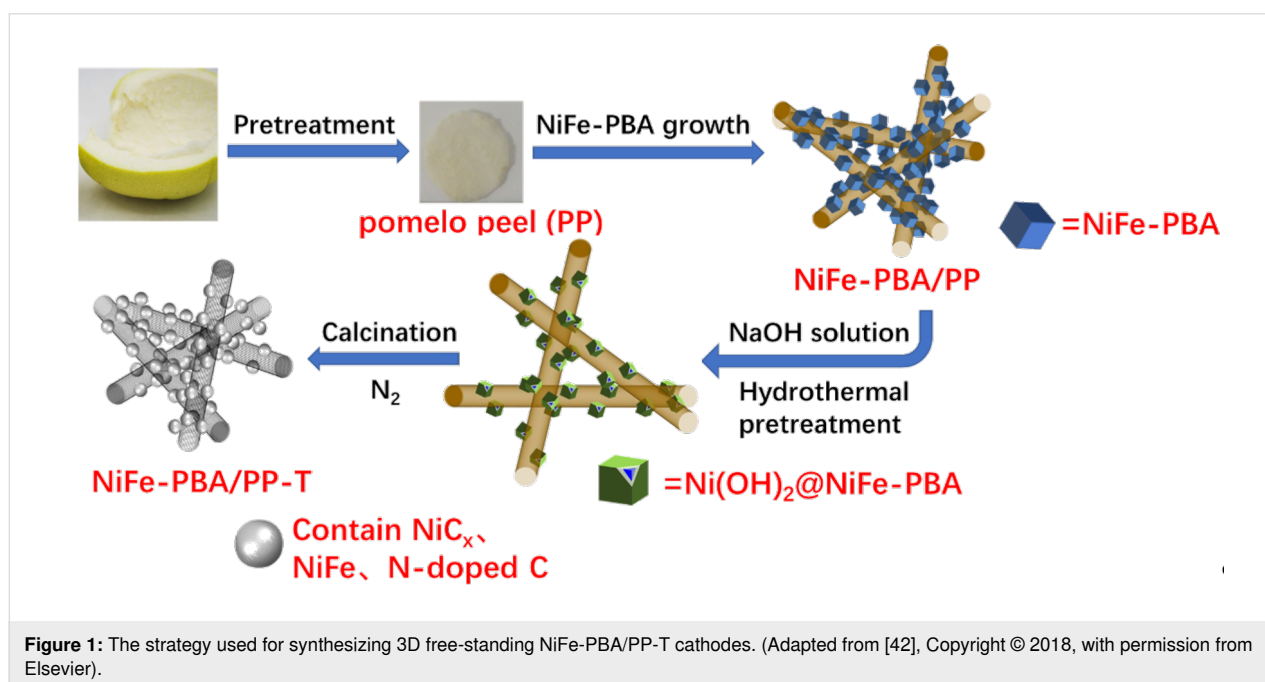 Pretreatment
NiFe-PBA growth
pomelo peel (PP)
=NiFe-PBA
NiFe-PBA/PP
NaOH solution
Hydrothermal
pretreatment
Calcination
N₂
=Ni(OH)₂@NiFe-PBA
NiFe-PBA/PP-T
Contain NiCₓ、
NiFe、N-doped C
Figure 1: The strategy used for synthesizing 3D free-standing NiFe-PBA/PP-T cathodes. (Adapted from [42], Copyright © 2018, with permission from
Elsevier).